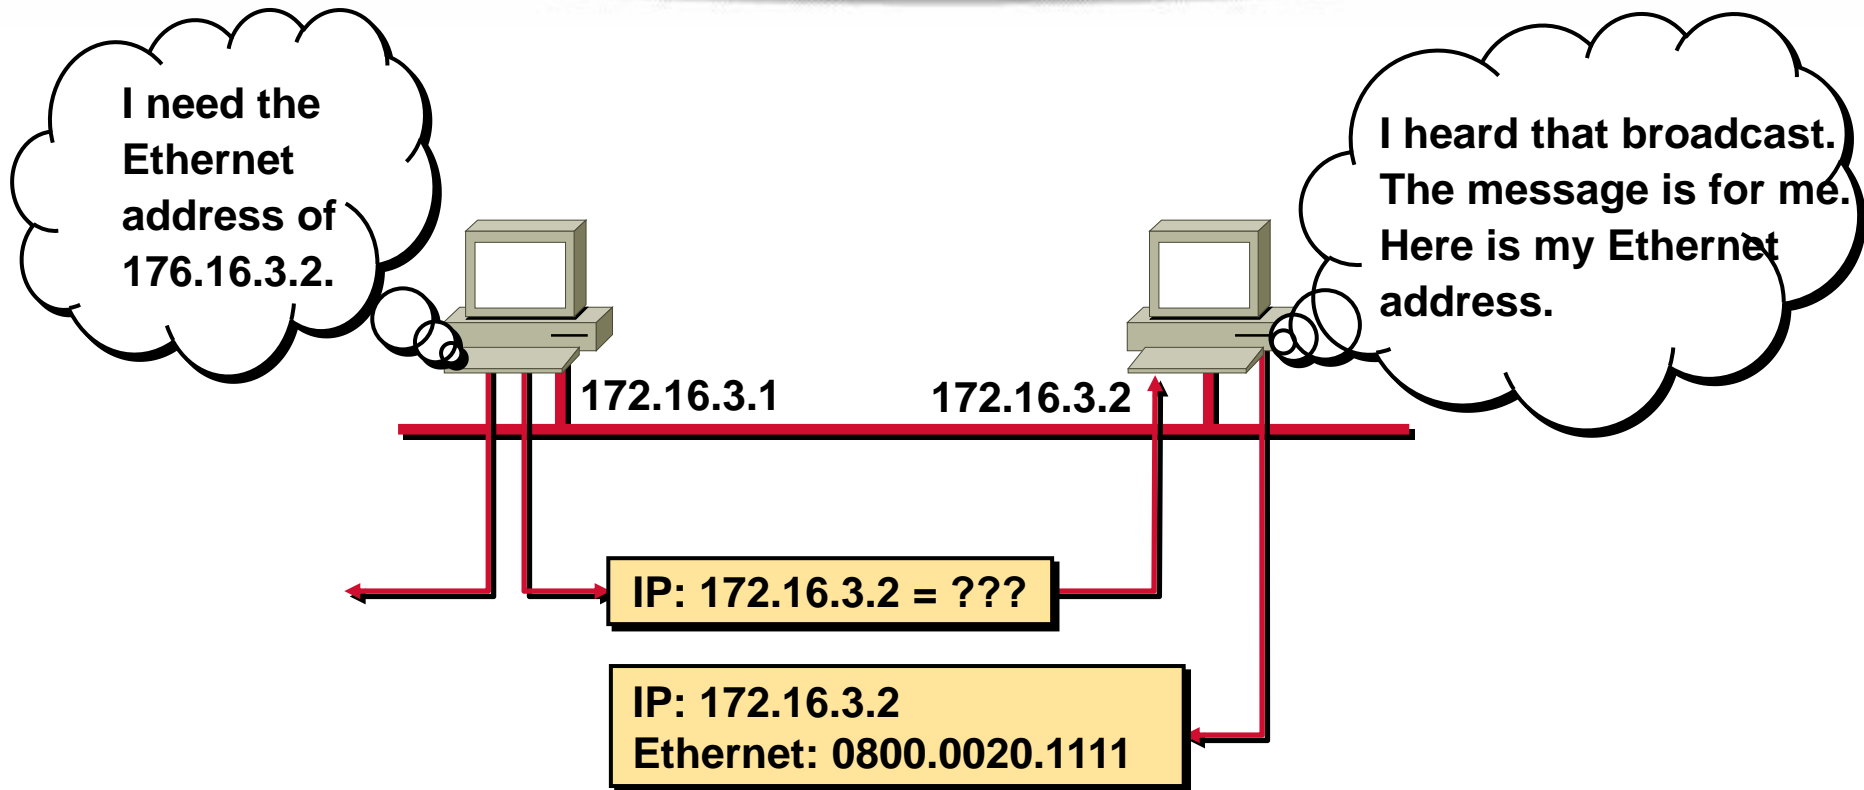 I need the
Ethernet
address of
176.16.3.2.
I heard that broadcast.
The message is for me.
Here is my Ethernet
address.
172.16.3.1
172.16.3.2
IP: 172.16.3.2 = ???
IP: 172.16.3.2
Ethernet: 0800.0020.1111